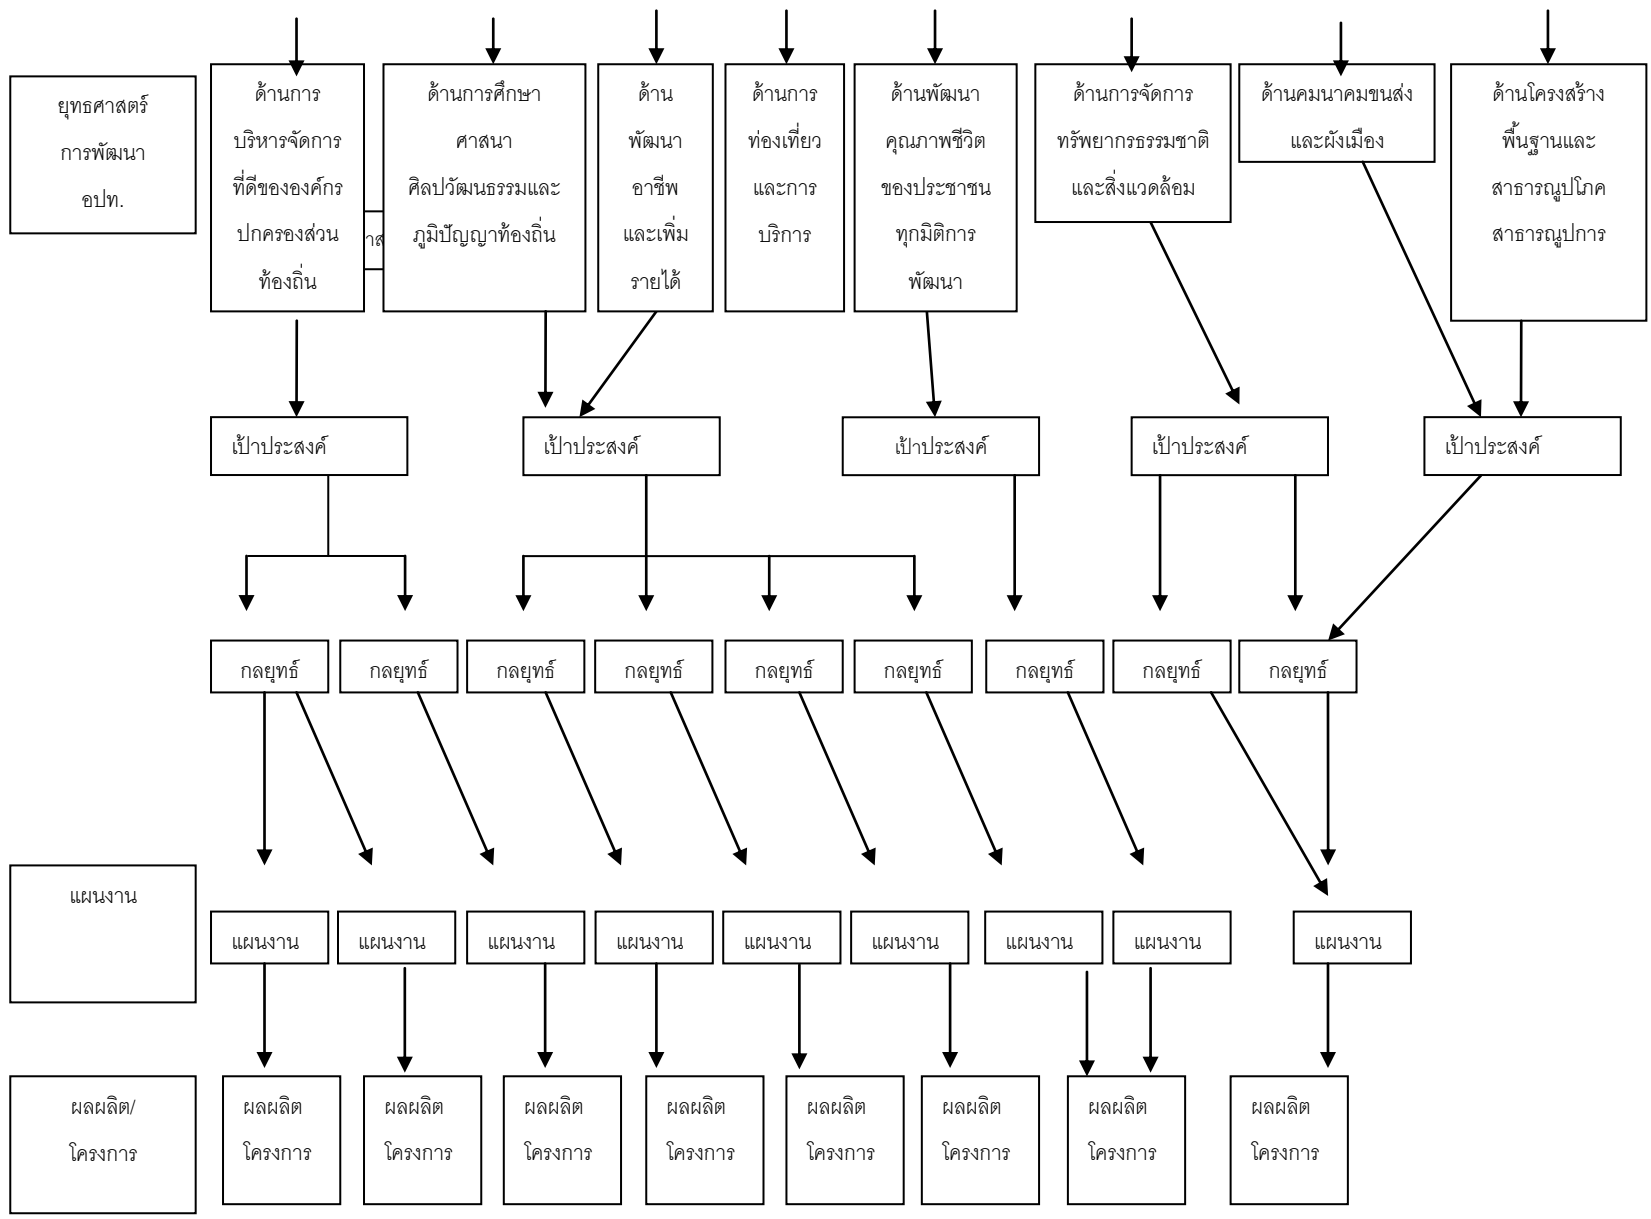 ยุทธศาสตร์
การพัฒนา
อปท.
ด้านการ
บริหารจัดการ
ที่ดีขององค์กร
ปกครองส่วน
ท้องถิ่น
ด้านการศึกษา
ศาสนา
ศิลปวัฒนธรรมและ
ภูมิปัญญาท้องถิ่น
ด้าน
พัฒนา
อาชีพ
และเพิ่ม
รายได้
ด้านการ
ท่องเที่ยว
และการ
บริการ
ด้านพัฒนา
คุณภาพชีวิต
ของประชาชน
ทุกมิติการ
พัฒนา
ด้านการจัดการ
ทรัพยากรธรรมชาติ
และสิ่งแวดล้อม
ด้านคมนาคมขนส่ง
และผังเมือง
ด้านโครงสร้าง
พื้นฐานและ
สาธารณูปโภค
สาธารณูปการ
เป้าประสงค์
เป้าประสงค์
เป้าประสงค์
เป้าประสงค์
เป้าประสงค์
กลยุทธ์
กลยุทธ์
กลยุทธ์
กลยุทธ์
กลยุทธ์
กลยุทธ์
กลยุทธ์
กลยุทธ์
กลยุทธ์
แผนงาน
แผนงาน
แผนงาน
แผนงาน
แผนงาน
แผนงาน
แผนงาน
แผนงาน
แผนงาน
แผนงาน
ผลผลิต/
โครงการ
ผลผลิต
โครงการ
ผลผลิต
โครงการ
ผลผลิต
โครงการ
ผลผลิต
โครงการ
ผลผลิต
โครงการ
ผลผลิต
โครงการ
ผลผลิต
โครงการ
ผลผลิต
โครงการ